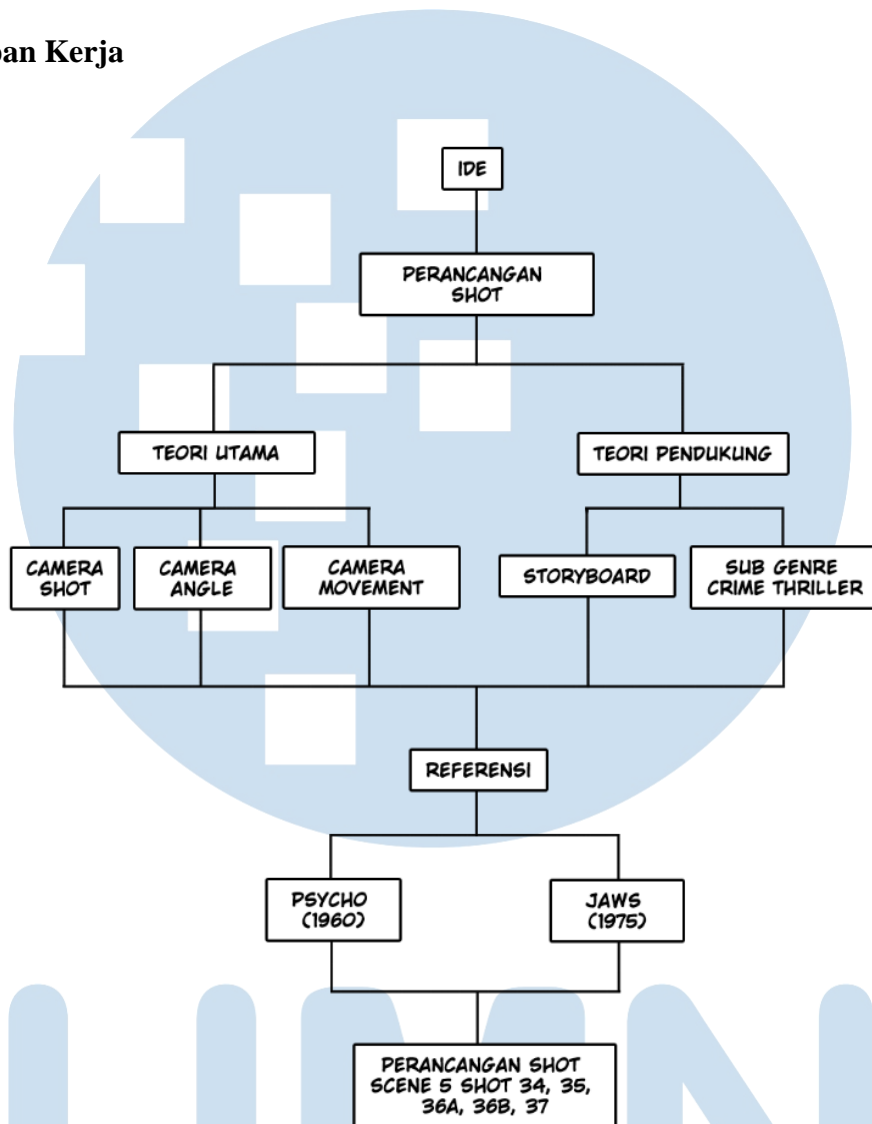 Kerja
IDE
PERANCANGAN
SHOT
TEORI UTAMA
TEORI PENDUKUNG
CAMERA
SHOT
CAMERA
ANGLE
CAMERA
MOVEMENT
STORYBOARD
SUB GENRE
CRIME THRILLER
REFERENSI
PSYCHO
(1960)
JAWS
(1975)
PERANCANGAN SHOT
SCENE 5 SHOT 34, 35,
36A, 36B, 37